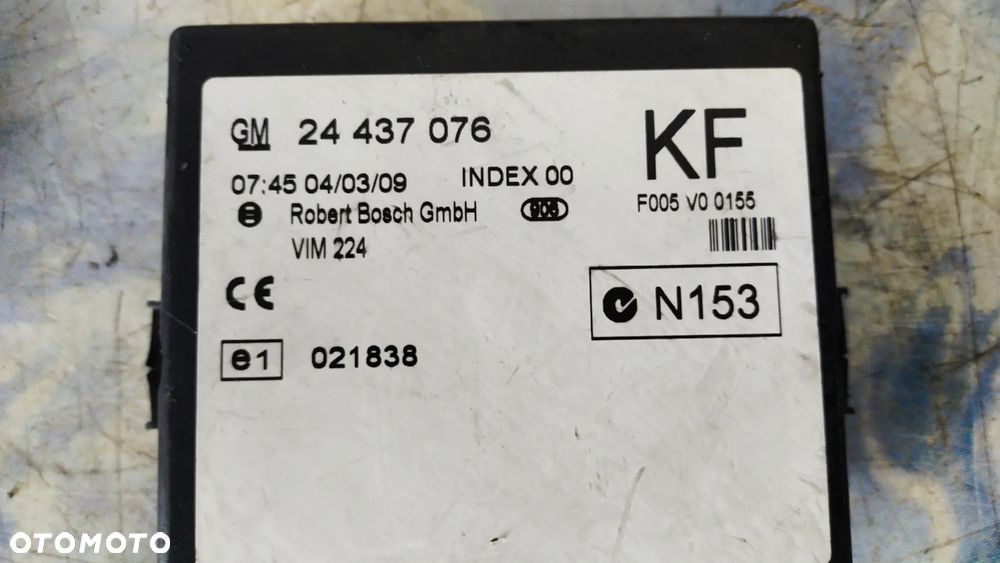 GM 24 437 076
KF
07:45 04/03/09 INDEX 00
F005 V0 0155
Robert Bosch GmbH
VIM 224
CE
N153
e1 021838
OTOMOTO